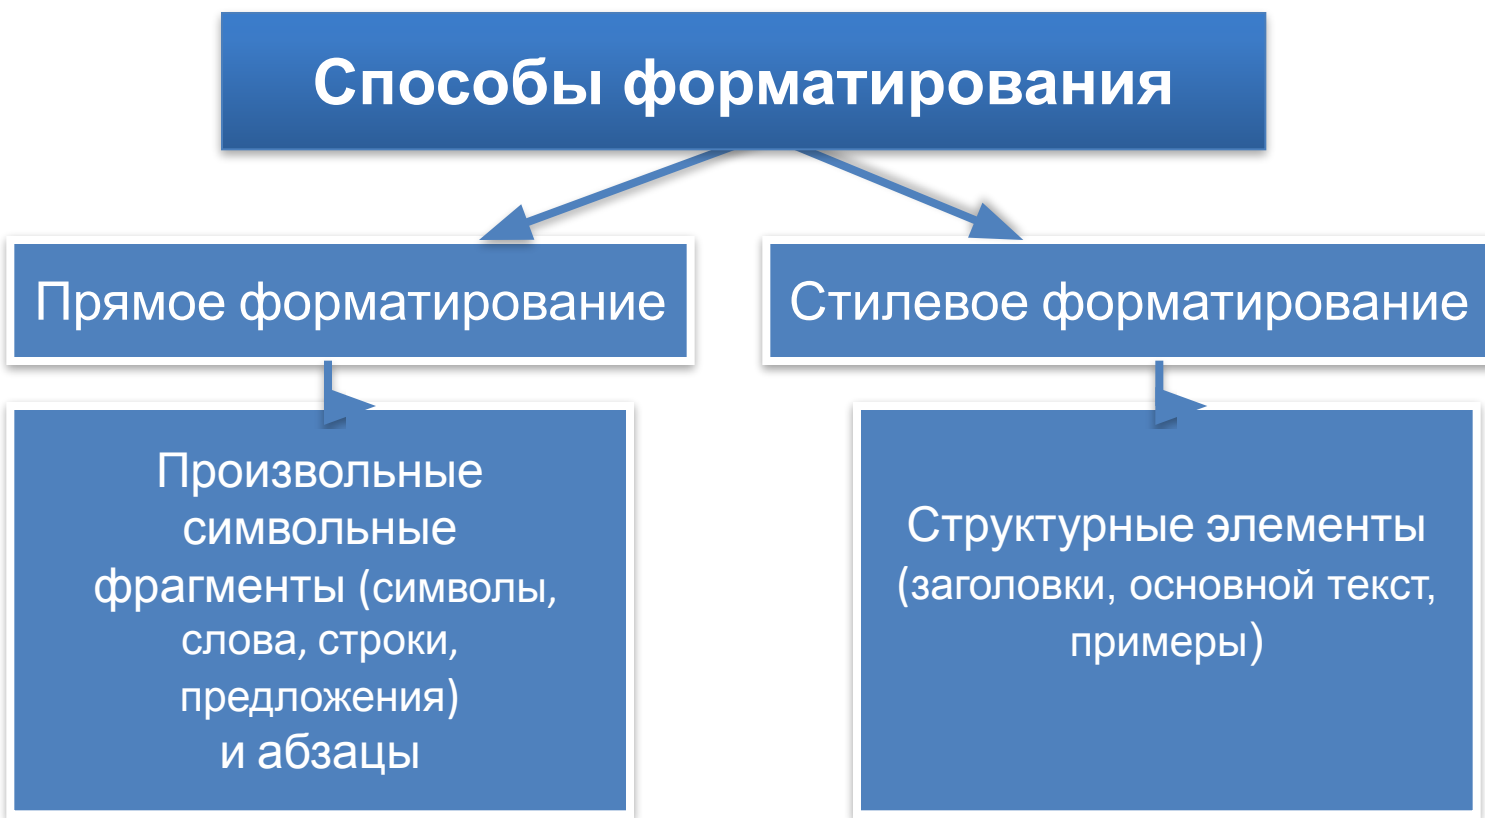 Способы форматирования
Прямое форматирование
Стилевое форматирование
Произвольные
символьные
фрагменты (символы,
слова, строки,
предложения)
и абзацы
Структурные элементы
(заголовки, основной текст,
примеры)